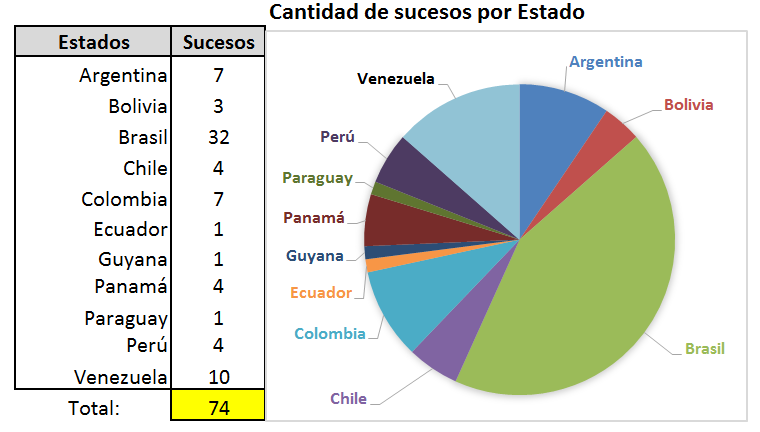 Cantidad de sucesos por Estado
Estados Sucesos
Argentina 7
Bolivia 3
Brasil 32
Chile 4
Colombia 7
Ecuador 1
Guyana 1
Panamá 4
Paraguay 1
Perú 4
Venezuela 10
Total: 74
Argentina
Venezuela
Bolivia
Perú
Paraguay
Panamá
Guyana
Ecuador
Colombia
Brasil
Chile